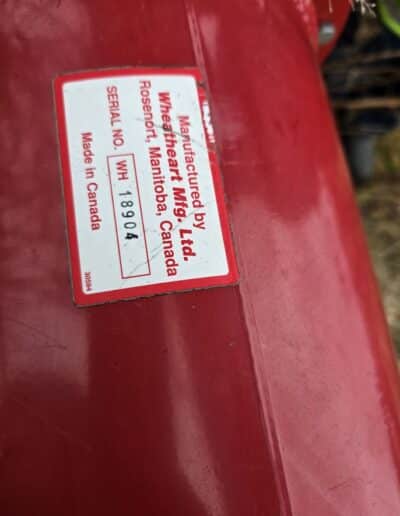 Manufactured by
Wheatheart Mfg. Ltd.
Rosenort, Manitoba, Canada
SERIAL NO. WH 18904
Made in Canada